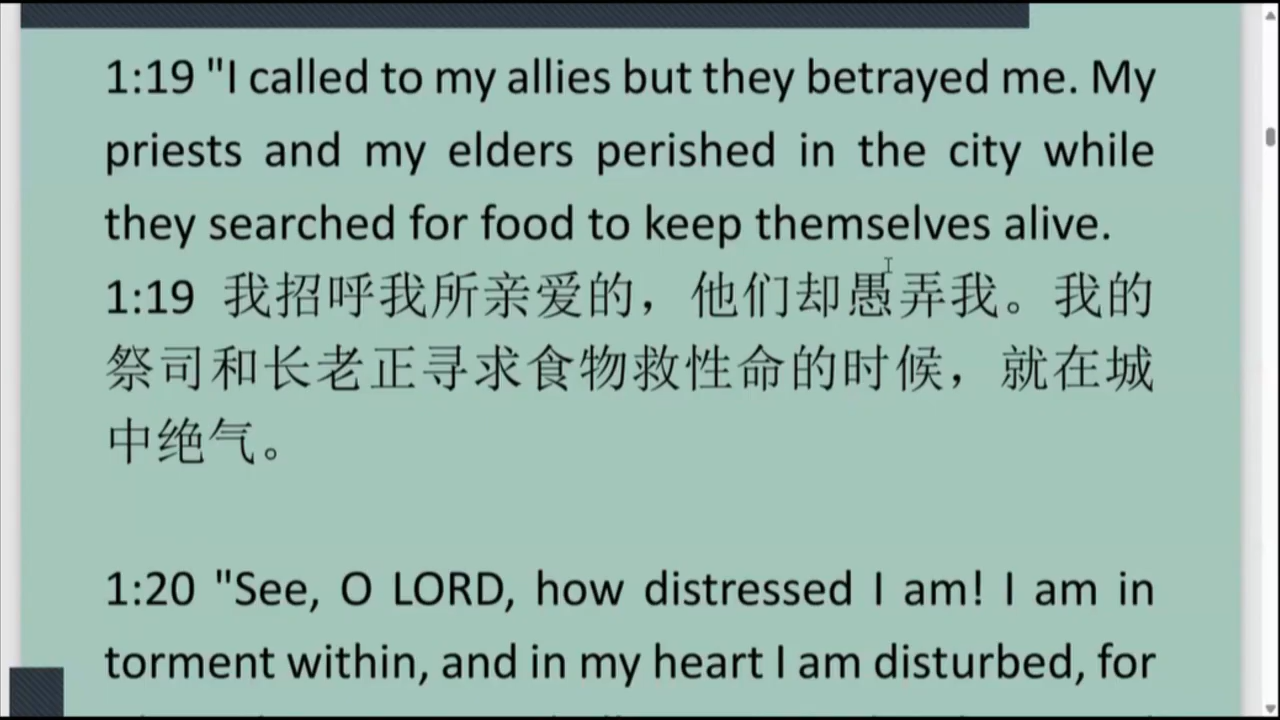 1:19 "I called to my allies but they betrayed me. My
priests and my elders perished in the city while
they searched for food to keep themselves alive.
1:19 我招呼我所亲爱的，他们却愚弄我。我的
祭司和长老正寻求食物救性命的时候，就在城
中绝气。
1:20 "See, O LORD, how distressed I am! I am in
torment within, and in my heart I am disturbed, for